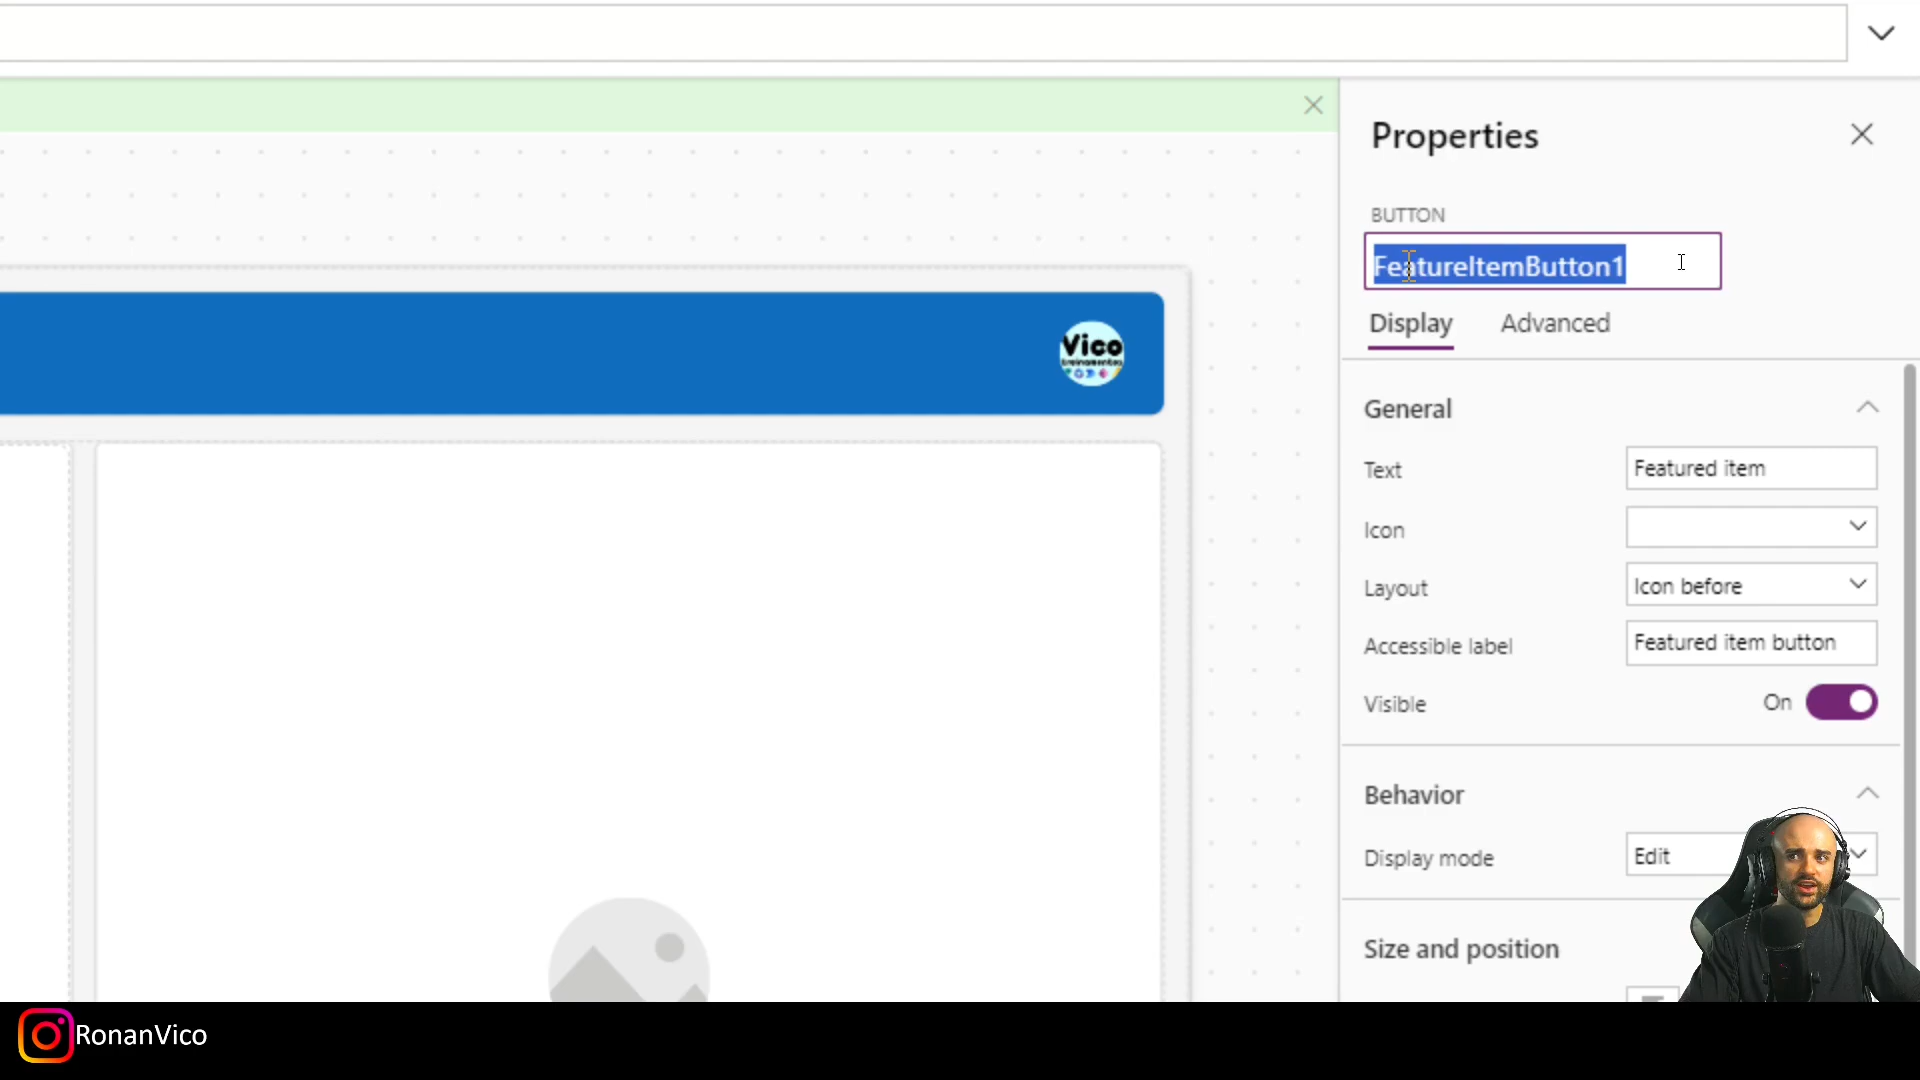 Properties
BUTTON
FeatureItemButton1
Display Advanced
Vico
treinamentos
General
Text Featured item
Icon
Layout Icon before
Accessible label Featured item button
Visible On
Behavior
Display mode Edit
Size and position
RonanVico